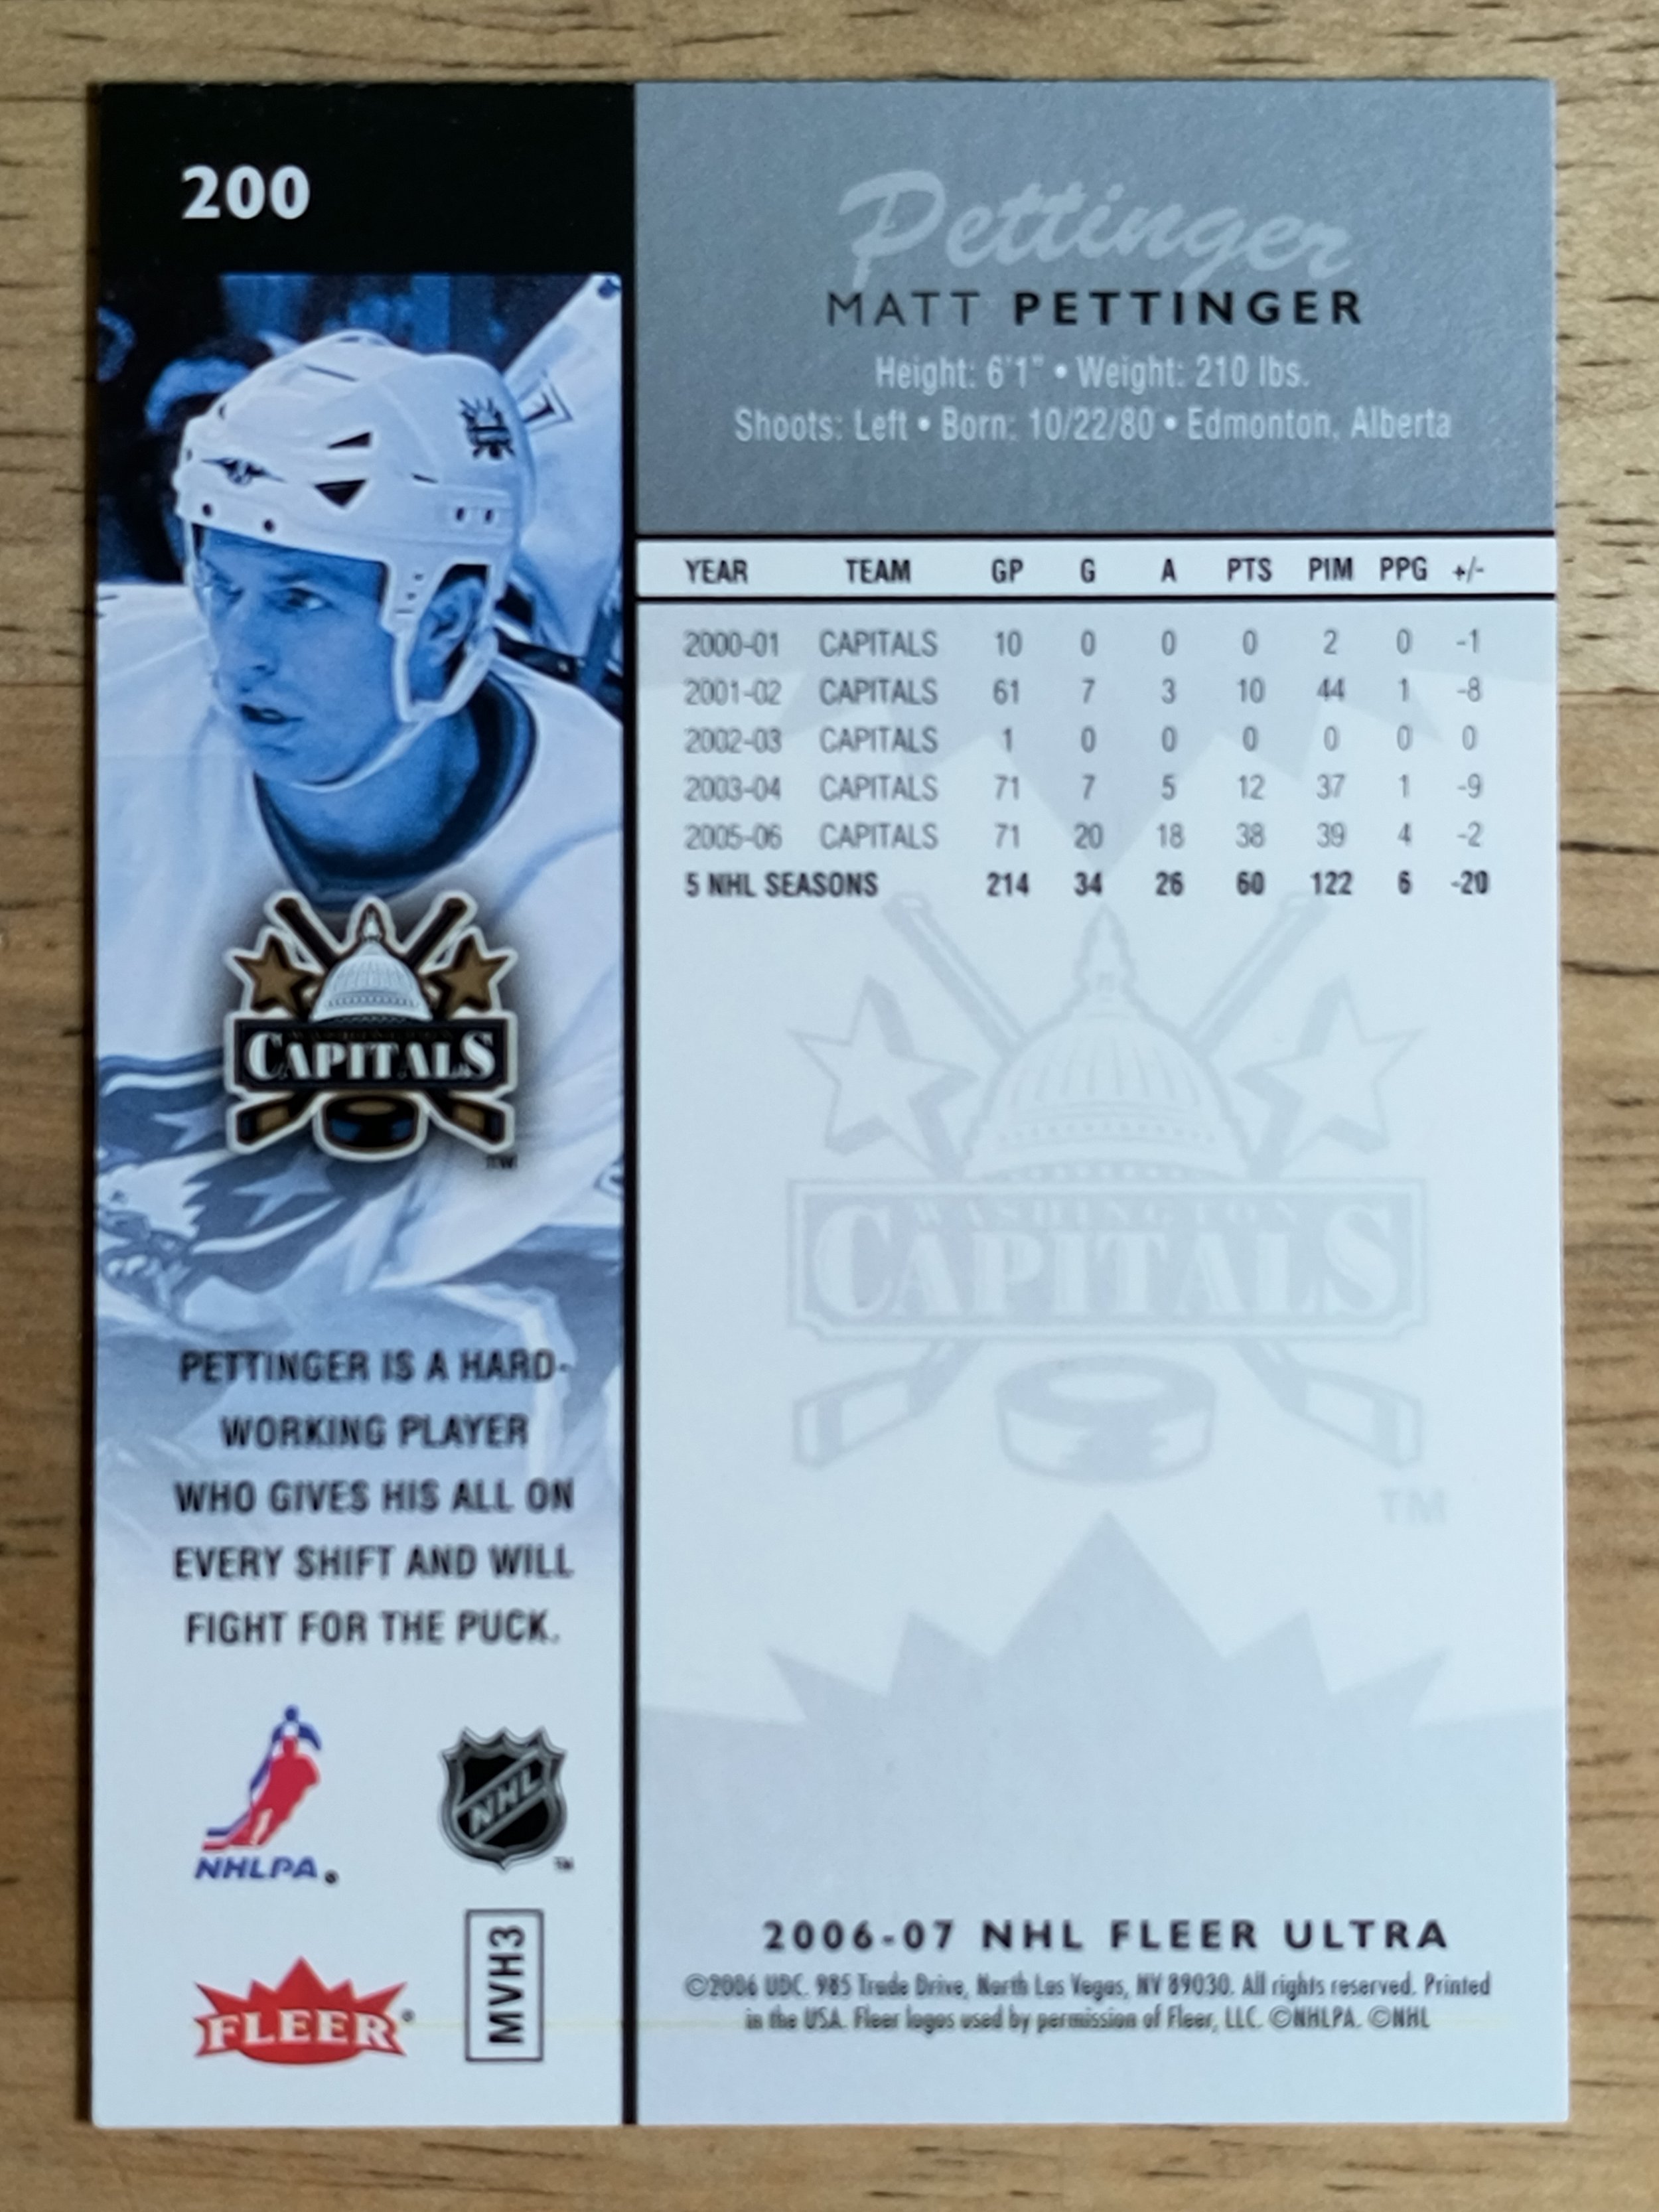 200
Pettinger
MATT PETTINGER
Height: 6'1" • Weight: 210 lbs.
Shoots: Left • Born: 10/22/80 • Edmonton, Alberta
YEAR TEAM GP G A PTS PIM PPG +/-
2000-01 CAPITALS 10 0 0 0 2 0 -1
2001-02 CAPITALS 61 7 3 10 44 1 -8
2002-03 CAPITALS 1 0 0 0 0 0 0
2003-04 CAPITALS 71 7 5 12 37 1 -9
2005-06 CAPITALS 71 20 18 38 39 4 -2
5 NHL SEASONS 214 34 26 60 122 6 -20
CAPITALS
TM
WASHINGTON
CAPITALS
TM
PETTINGER IS A HARD-
WORKING PLAYER
WHO GIVES HIS ALL ON
EVERY SHIFT AND WILL
FIGHT FOR THE PUCK.
NHLPA®
NHL
TM
FLEER®
MVH3
2006-07 NHL FLEER ULTRA
©2006 UDC. 985 Trade Drive, North Las Vegas, NV 89030. All rights reserved. Printed
in the USA. Fleer logos used by permission of Fleer, LLC. ©NHLPA. ©NHL